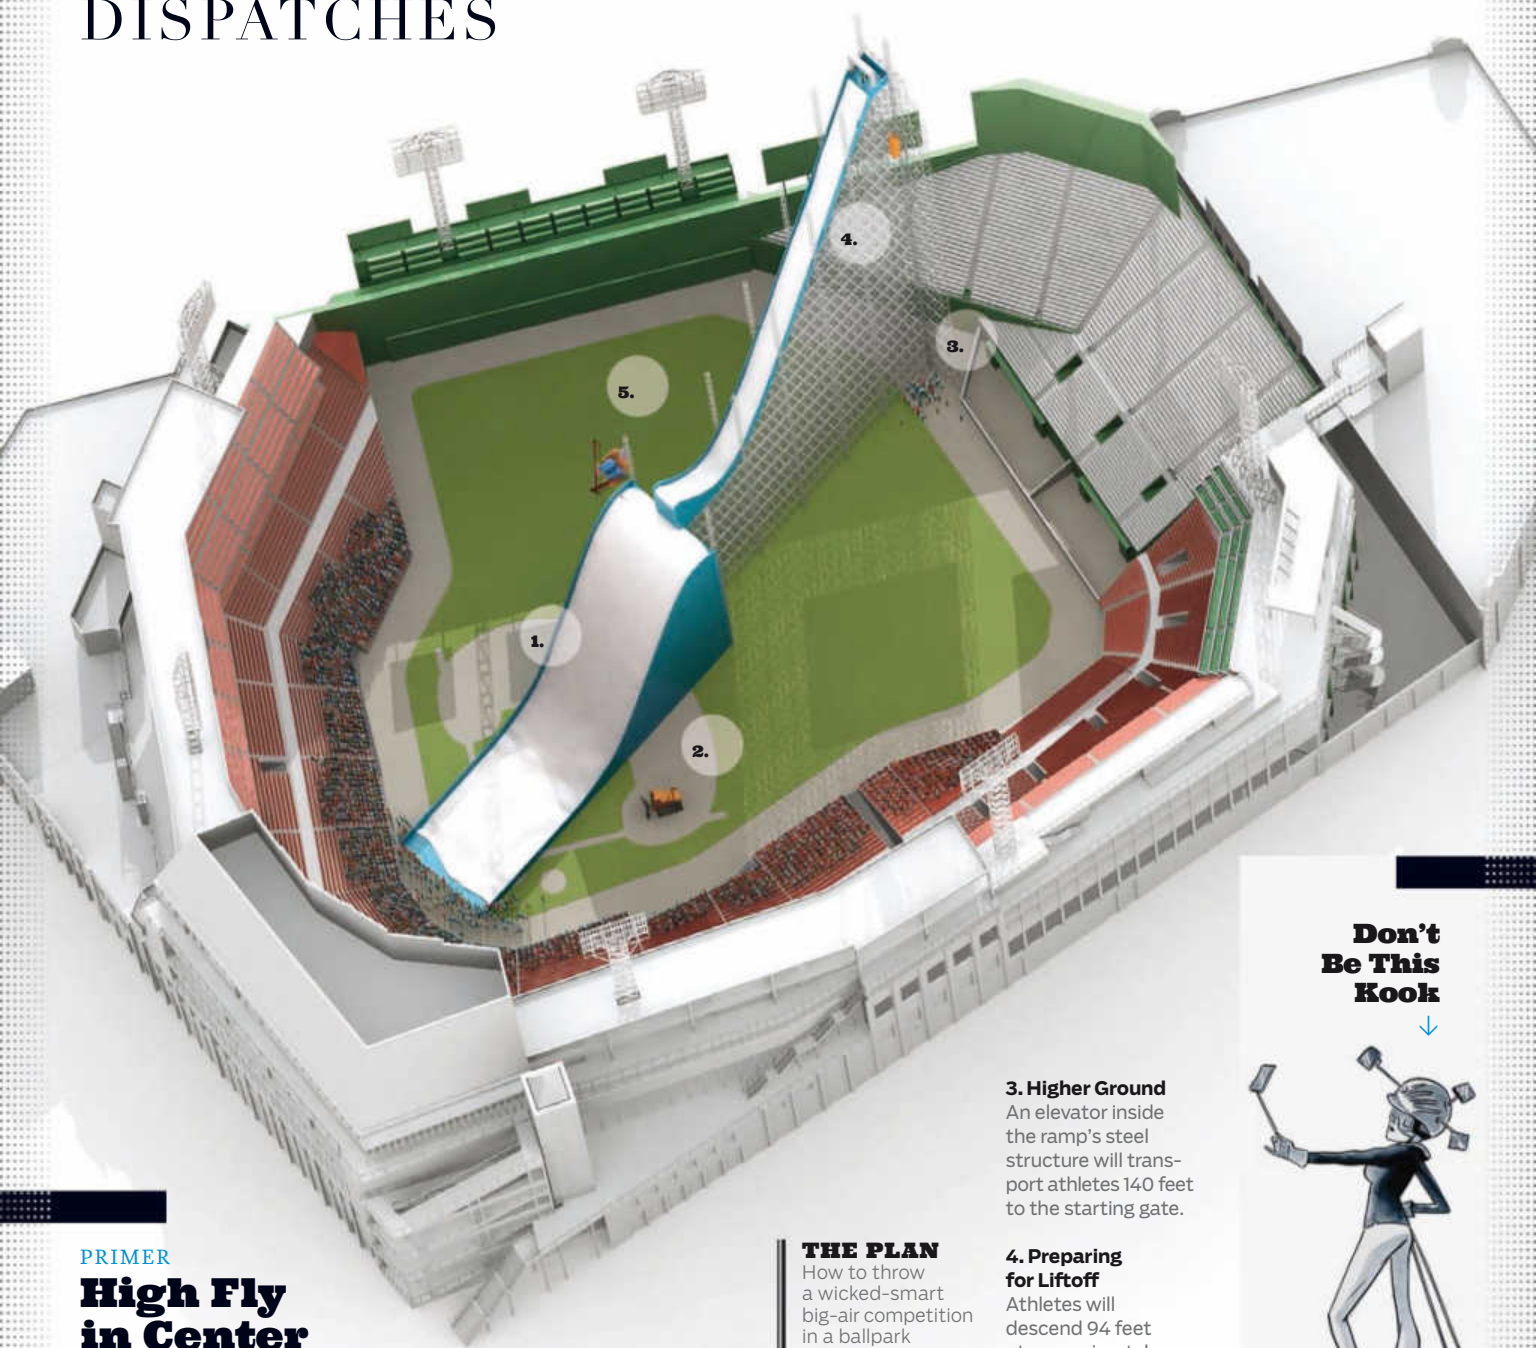 DISPATCHES
4.
3.
5.
1.
2.
Don't
Be This
Kook
3. Higher Ground
An elevator inside
the ramp's steel
structure will trans-
port athletes 140 feet
to the starting gate.
4. Preparing
for Liftoff
Athletes will
descend 94 feet
THE PLAN
How to throw
a wicked-smart
big-air competition
in a ballpark
PRIMER
High Fly
in Center